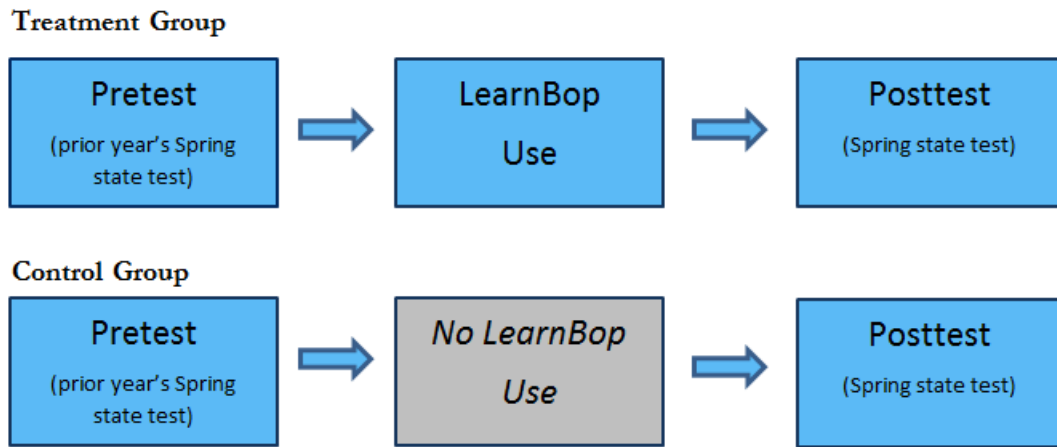 Treatment Group
Pretest
(prior year's Spring
state test)
LearnBop
Use
Posttest
(Spring state test)
Control Group
Pretest
(prior year's Spring
state test)
No LearnBop
Use
Posttest
(Spring state test)